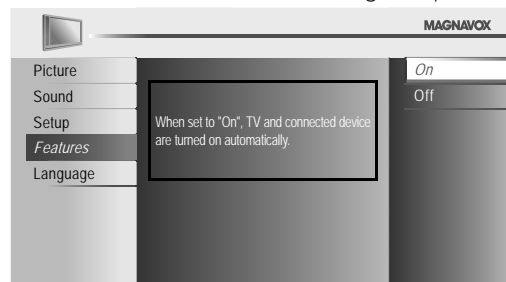 MAGNAVOX
Picture
Sound
Setup
Features
Language
When set to "On", TV and connected device
are turned on automatically.
On
Off